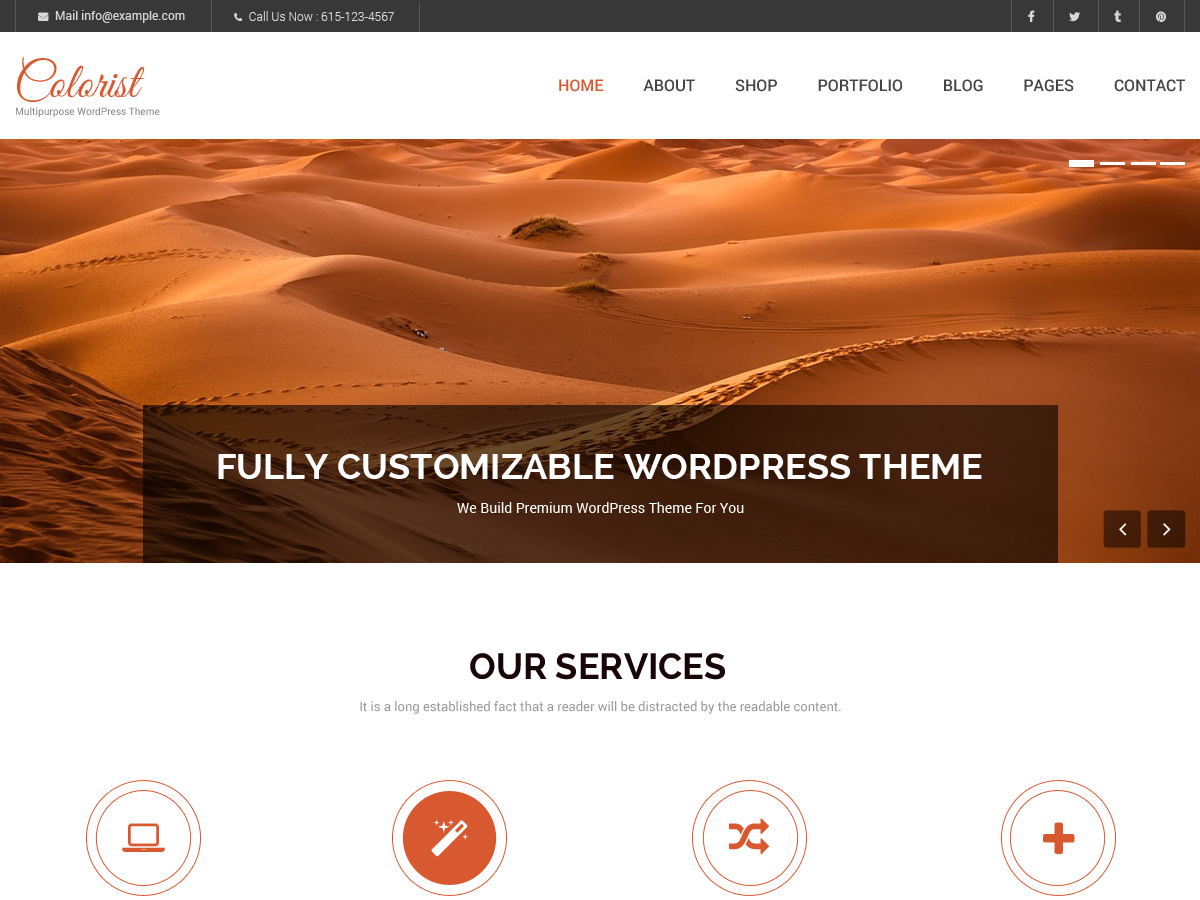 Mail info@example.com
Call Us Now : 615-123-4567
Colorist
Multipurpose WordPress Theme
HOME ABOUT SHOP PORTFOLIO BLOG PAGES CONTACT
FULLY CUSTOMIZABLE WORDPRESS THEME
We Build Premium WordPress Theme For You
OUR SERVICES
It is a long established fact that a reader will be distracted by the readable content.